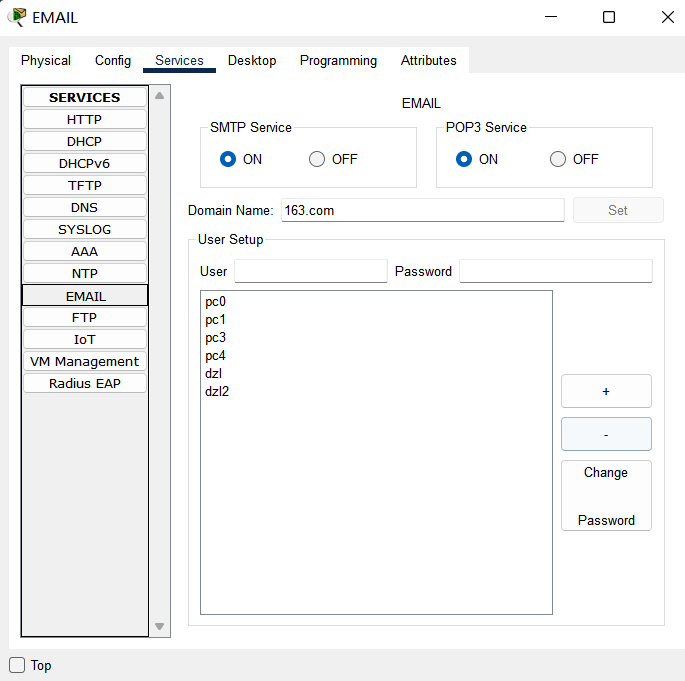 EMAIL
Physical Config Services Desktop Programming Attributes
SERVICES
HTTP
DHCP
DHCPv6
TFTP
DNS
SYSLOG
AAA
NTP
EMAIL
FTP
IoT
VM Management
Radius EAP
EMAIL
SMTP Service
ON OFF
POP3 Service
ON OFF
Domain Name: 163.com Set
User Setup
User Password
pc0
pc1
pc3
pc4
dzl
dzl2
+
-
Change
Password
Top